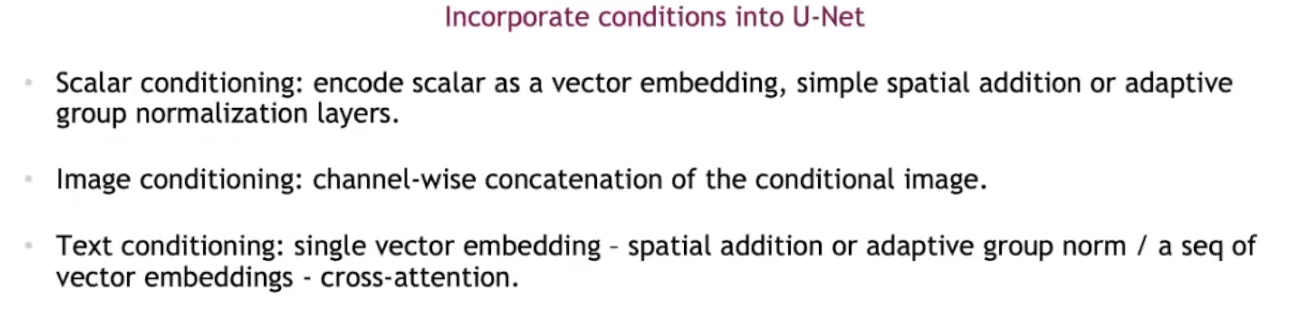 Incorporate conditions into U-Net
Scalar conditioning: encode scalar as a vector embedding, simple spatial addition or adaptive
group normalization layers.
Image conditioning: channel-wise concatenation of the conditional image.
Text conditioning: single vector embedding - spatial addition or adaptive group norm / a seq of
vector embeddings - cross-attention.